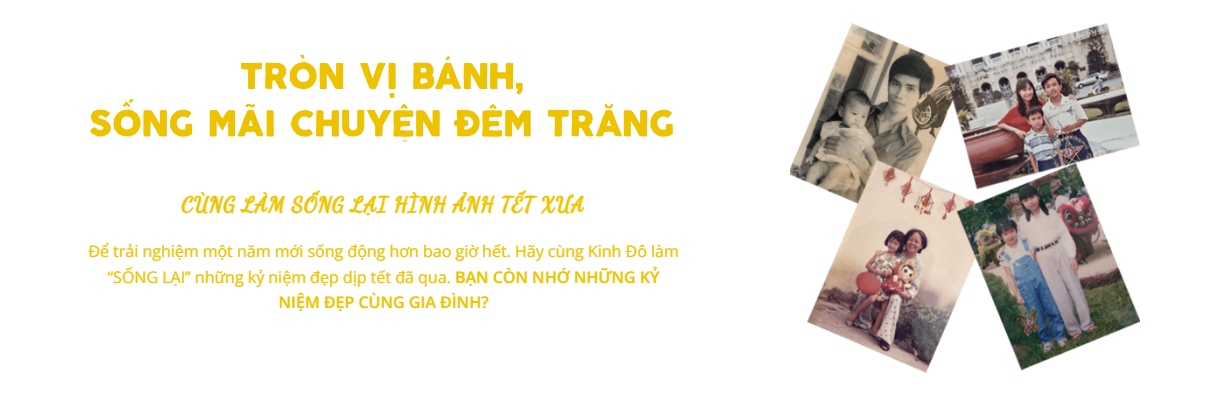 TRÒN VỊ BÁNH,
SỐNG MÃI CHUYỆN ĐÊM TRĂNG
CÙNG LÀM SỐNG LẠI HÌNH ẢNH TẾT XƯA
Để trải nghiệm một năm mới sống động hơn bao giờ hết. Hãy cùng Kinh Đô làm
“SỐNG LẠI” những kỷ niệm đẹp dịp tết đã qua. BẠN CÒN NHỚ NHỮNG KỶ
NIỆM ĐẸP CÙNG GIA ĐÌNH?